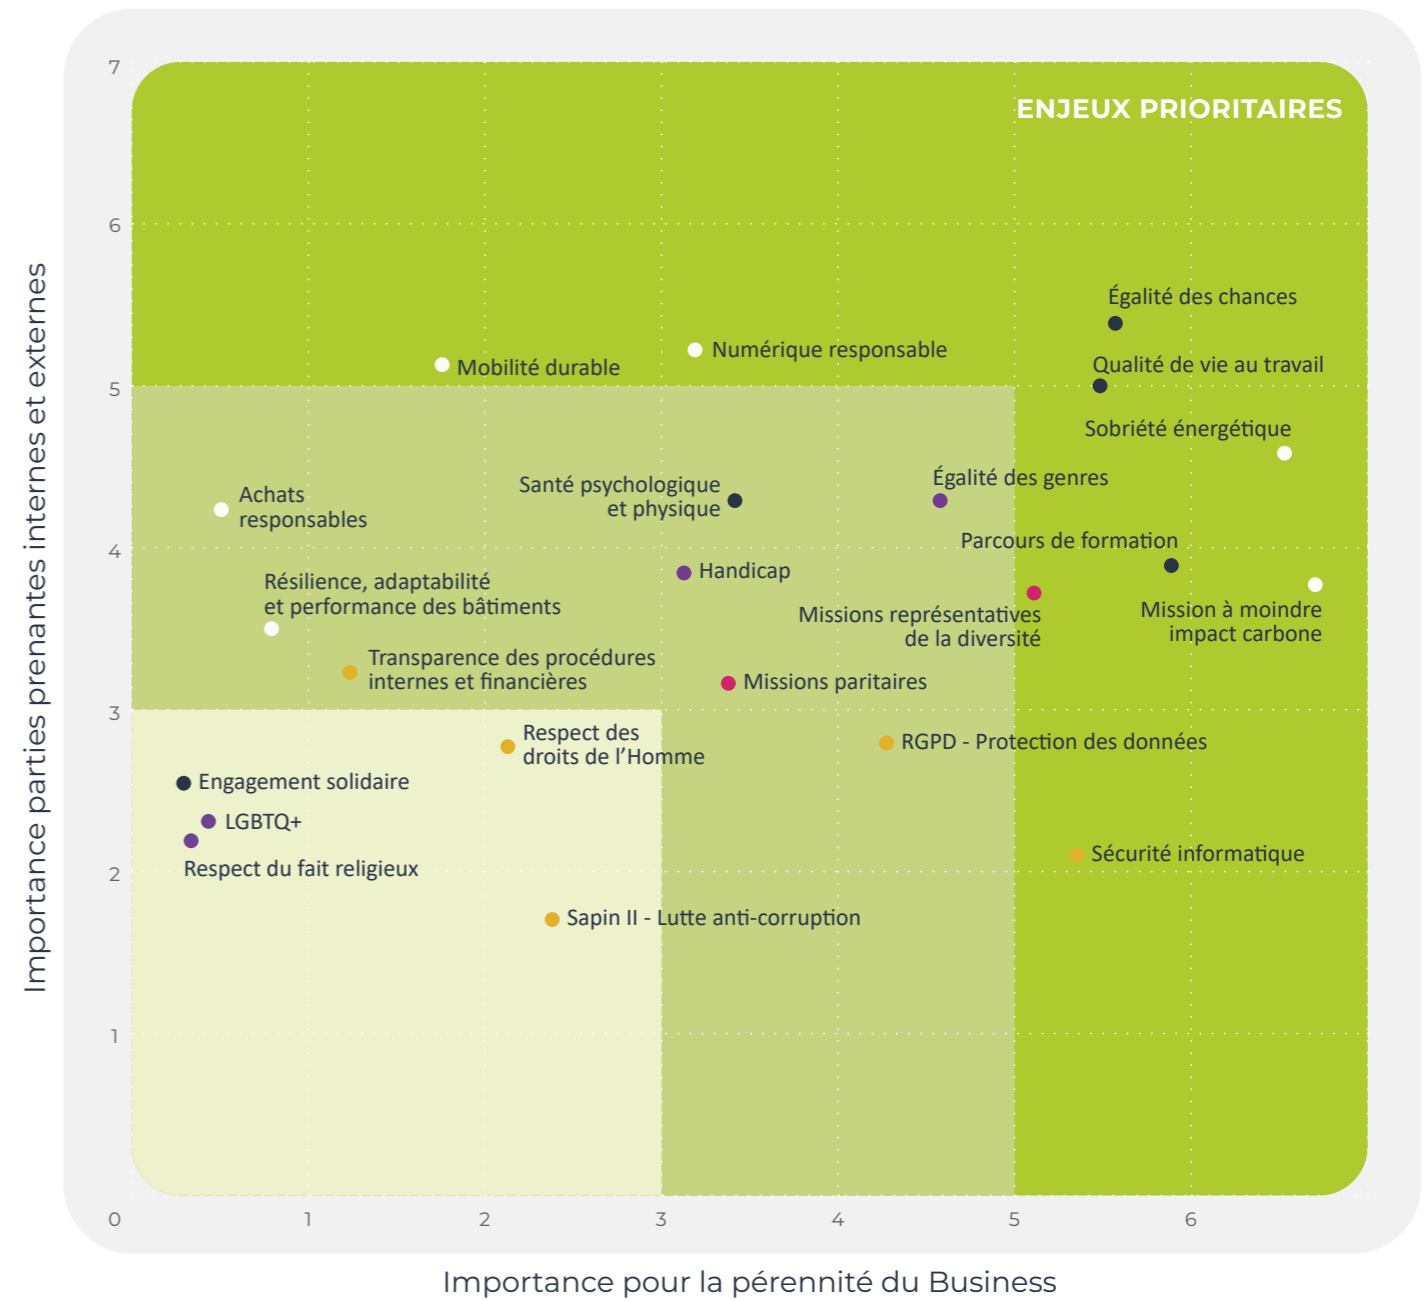 7
ENJEUX PRIORITAIRES
6
Égalité des chances
Numérique responsable
Mobilité durable
Qualité de vie au travail
5
Sobriété énergétique
Égalité des genres
Santé psychologique
et physique
Achats
responsables
Parcours de formation
4
Handicap
Résilience, adaptabilité
et performance des bâtiments
Missions représentatives
de la diversité
Mission à moindre
impact carbone
Transparence des procédures
internes et financières
Missions paritaires
3
Respect des
droits de l’Homme
RGPD - Protection des données
Engagement solidaire
LGBTQ+
Respect du fait religieux
Sécurité informatique
2
Sapin II - Lutte anti-corruption
1
0 1 2 3 4 5 6
Importance parties prenantes internes et externes
Importance pour la pérennité du Business